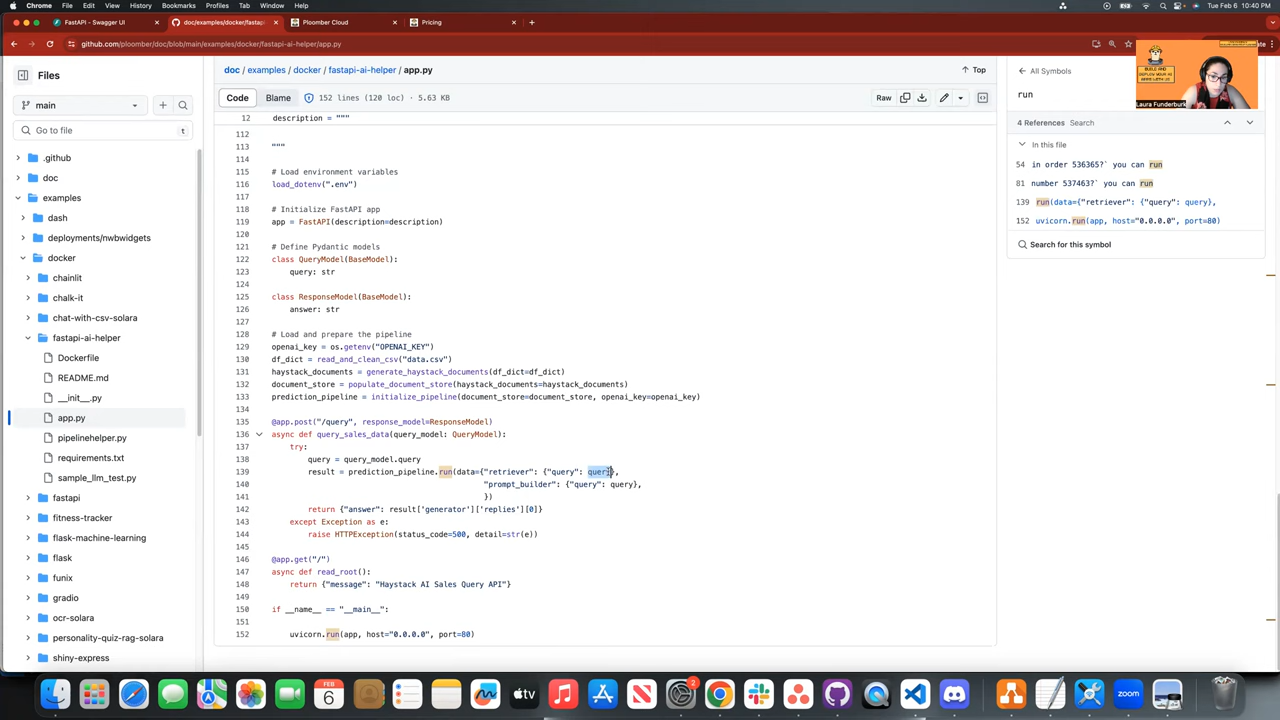 Chrome File Edit View History Bookmarks Profiles Tab Window Help
Tue Feb 6 10:40 PM
FastAPI - Swagger UI
doc/examples/docker/fastapi
Ploomber Cloud
Pricing
github.com/ploomber/doc/blob/main/examples/docker/fastapi-ai-helper/app.py
Files
main
Go to file
t
.github
doc
examples
dash
deployments/nwbwidgets
docker
chainlit
chalk-it
chat-with-csv-solara
fastapi-ai-helper
Dockerfile
README.md
__init__.py
app.py
pipelinehelper.py
requirements.txt
sample_llm_test.py
fastapi
fitness-tracker
flask-machine-learning
flask
funix
gradio
ocr-solara
personality-quiz-rag-solara
shiny-express
doc / examples / docker / fastapi-ai-helper / app.py
Top
Code
Blame
152 lines (120 loc) · 5.63 KB
Raw
12 description = """
112
113 """
114
115 # Load environment variables
116 load_dotenv(".env")
117
118 # Initialize FastAPI app
119 app = FastAPI(description=description)
120
121 # Define Pydantic models
122 class QueryModel(BaseModel):
123 query: str
124
125 class ResponseModel(BaseModel):
126 answer: str
127
128 # Load and prepare the pipeline
129 openai_key = os.getenv("OPENAI_KEY")
130 df_dict = read_and_clean_csv("data.csv")
131 haystack_documents = generate_haystack_documents(df_dict=df_dict)
132 document_store = populate_document_store(haystack_documents=haystack_documents)
133 prediction_pipeline = initialize_pipeline(document_store=document_store, openai_key=openai_key)
134
135 @app.post("/query", response_model=ResponseModel)
136 async def query_sales_data(query_model: QueryModel):
137 try:
138 query = query_model.query
139 result = prediction_pipeline.run(data={"retriever": {"query": query},
140 "prompt_builder": {"query": query},
141 })
142 return {"answer": result['generator']['replies'][0]}
143 except Exception as e:
144 raise HTTPException(status_code=500, detail=str(e))
145
146 @app.get("/")
147 async def read_root():
148 return {"message": "Haystack AI Sales Query API"}
149
150 if __name__ == "__main__":
151
152 uvicorn.run(app, host="0.0.0.0", port=80)
All Symbols
run
4 References Search
In this file
54 in order 536365?` you can run
81 number 537463?` you can run
139 run(data={"retriever": {"query": query},
152 uvicorn.run(app, host="0.0.0.0", port=80)
Search for this symbol
BUILD AND
DEPLOY YOUR AI
APPS WITH US
Laura Funderburk
FEB
6
2
tv
zoom